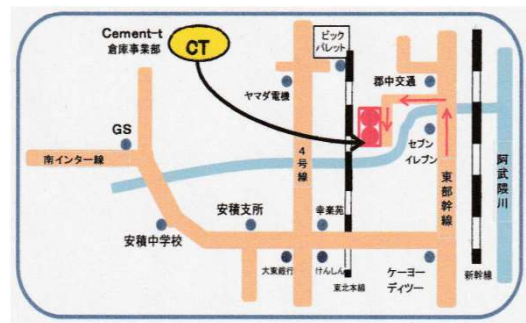 Cement-t
倉庫事業部
CT
ビック
パレット
ヤマダ電機
郡中交通
GS
南インター線
4号線
セブン
イレブン
東部幹線
阿武隈川
安積支所
幸楽苑
安積中学校
大東銀行
けんしん
東北本線
ケーヨー
デイツー
新幹線